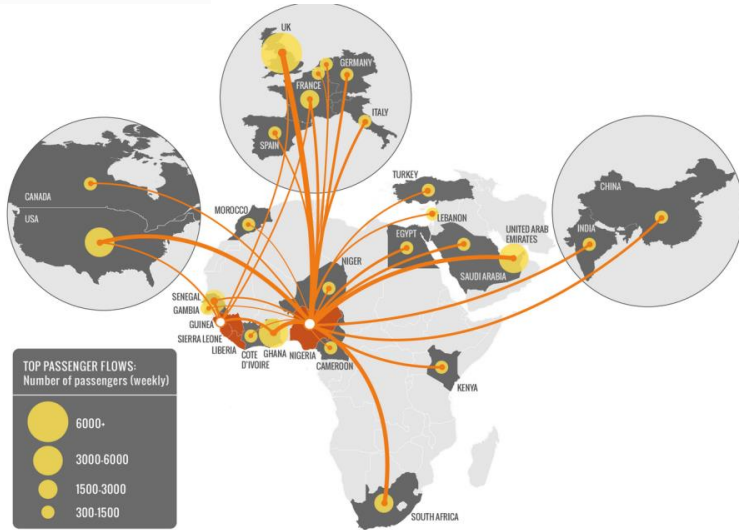 UK
GERMANY
FRANCE
ITALY
SPAIN
CANADA
USA
CHINA
INDIA
TURKEY
LEBANON
MOROCCO
EGYPT
UNITED ARAB
EMIRATES
SAUDI ARABIA
NIGER
SENEGAL
GAMBIA
GUINEA
SIERRA LEONE
LIBERIA
COTE
D'IVOIRE
GHANA
NIGERIA
CAMEROON
KENYA
SOUTH AFRICA
TOP PASSENGER FLOWS:
Number of passengers (weekly)
6000+
3000-6000
1500-3000
300-1500